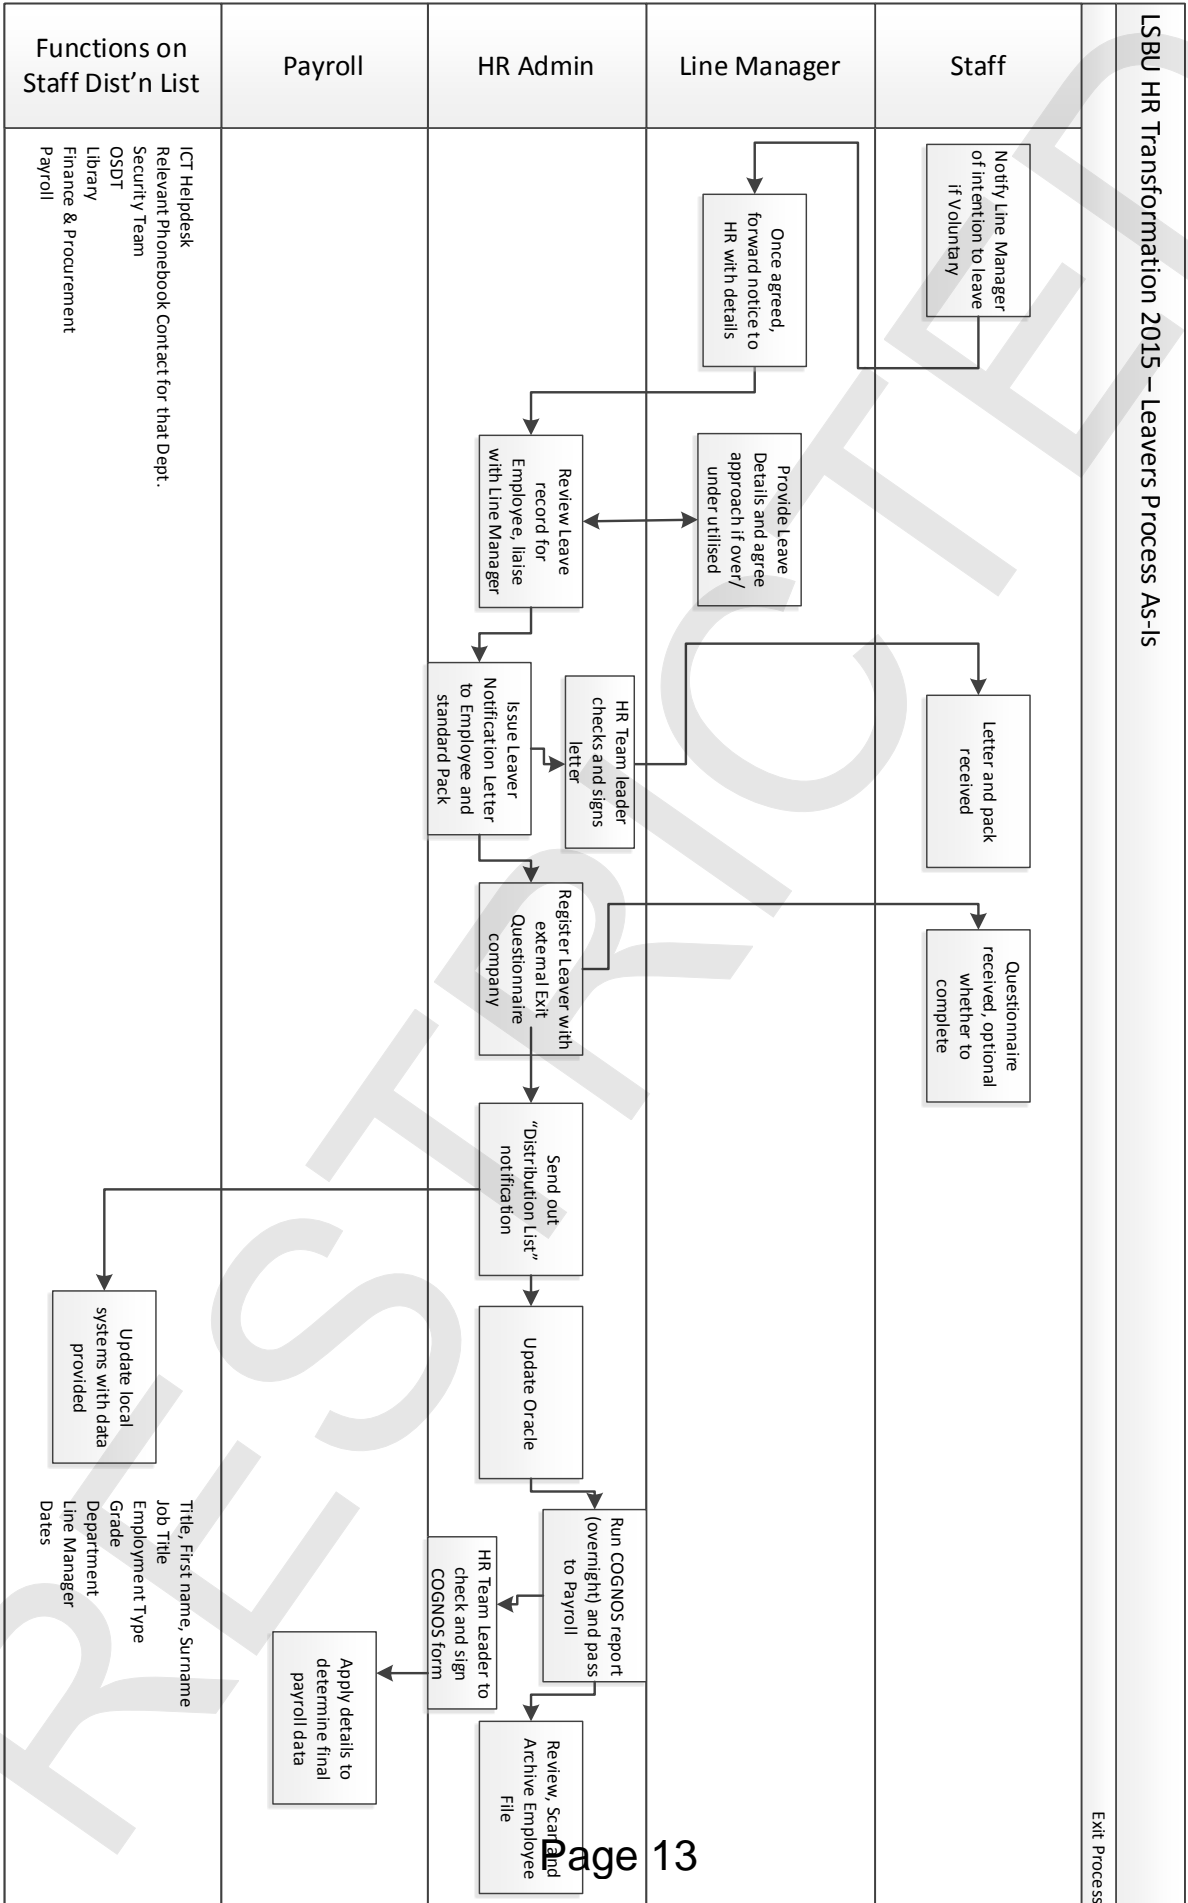 LSBU HR Transformation 2015 – Leavers Process As-Is
Exit Process
Staff
Notify Line Manager
of intention to leave
if Voluntary
Letter and pack
received
Questionnaire
received, optional
whether to
complete
Line Manager
Once agreed,
forward notice to
HR with details
Provide Leave
Details and agree
approach if over/
under utilised
HR Admin
Review Leave
record for
Employee, liaise
with Line Manager
Issue Leaver
Notification Letter
to Employee and
standard Pack
HR Team leader
checks and signs
letter
Register Leaver with
external Exit
Questionnaire
company
Send out
“Distribution List”
notification
Update Oracle
Run COGNOS report
(overnight) and pass
to Payroll
HR Team Leader to
check and sign
COGNOS form
Review, Scan and
Archive Employee
File
Payroll
Apply details to
determine final
payroll data
Functions on
Staff Dist’n List
ICT Helpdesk
Relevant Phonebook Contact for that Dept.
Security Team
OSDT
Library
Finance & Procurement
Payroll
Update local
systems with data
provided
Title, First name, Surname
Job Title
Employment Type
Grade
Department
Line Manager
Dates
RESTRICTED
Page 13